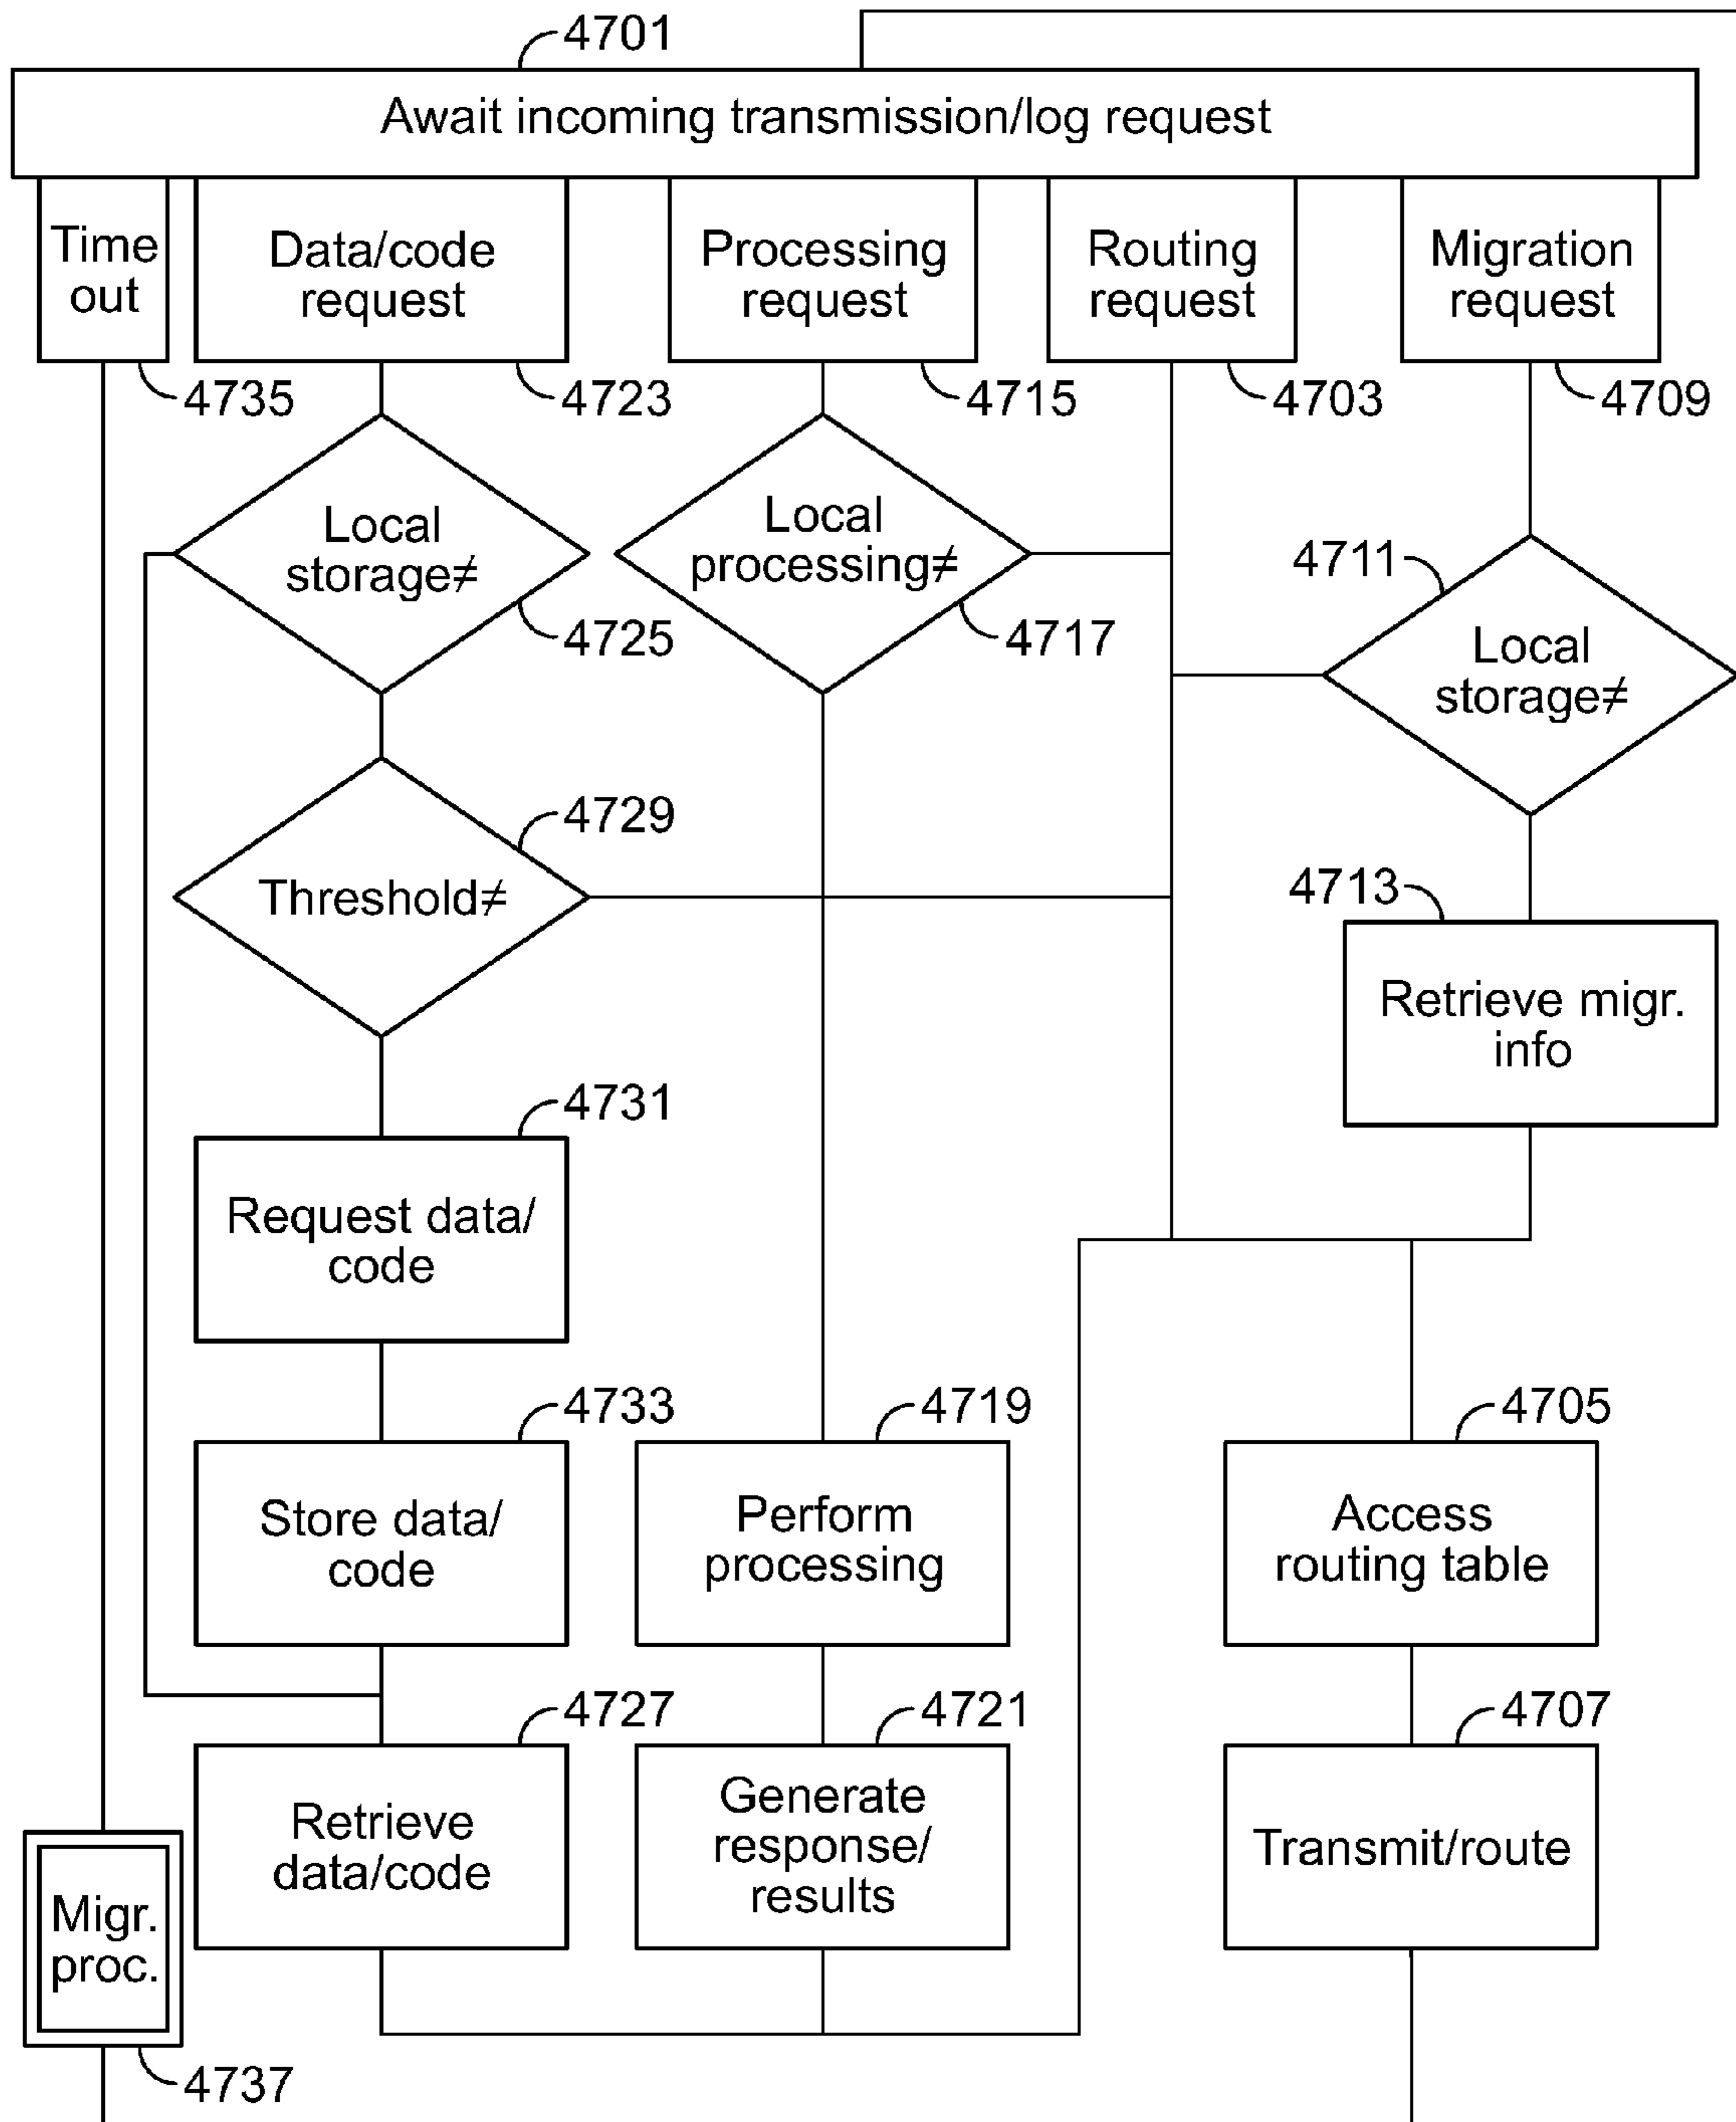 4701
Await incoming transmission/log request
Time
out
Data/code
request
Processing
request
Routing
request
Migration
request
4735
4723
4715
4703
4709
Local
storage≠
4725
Local
processing≠
4717
4711
Local
storage≠
4729
Threshold≠
4713
Retrieve migr.
info
4731
Request data/
code
4733
Store data/
code
4719
Perform
processing
4705
Access
routing table
4727
Retrieve
data/code
4721
Generate
response/
results
4707
Transmit/route
Migr.
proc.
4737